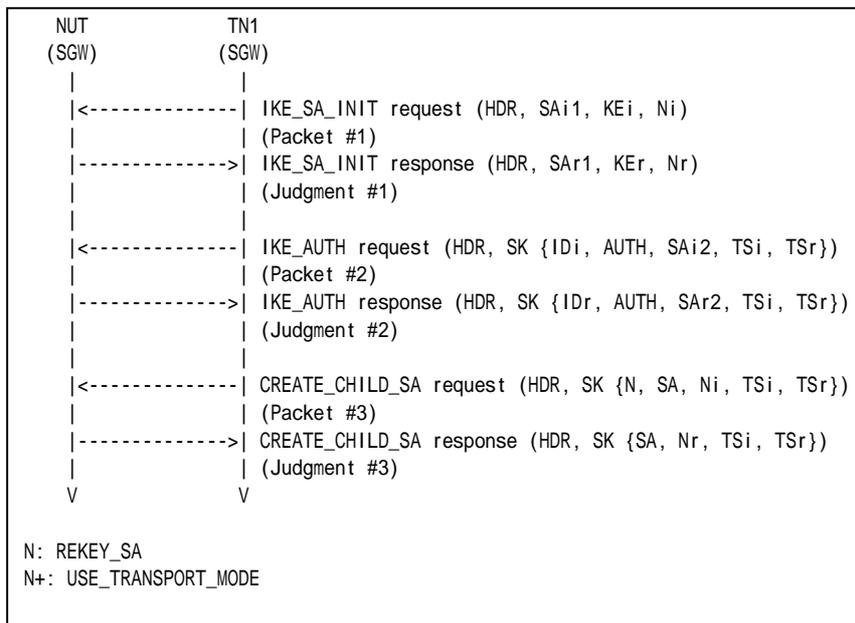 NUT TN1
(SGW) (SGW)
| |
|<--------------| IKE_SA_INIT request (HDR, SAi1, KEi, Ni)
| | (Packet #1)
|-------------->| IKE_SA_INIT response (HDR, SAr1, KEr, Nr)
| | (Judgment #1)
| |
|<--------------| IKE_AUTH request (HDR, SK {IDi, AUTH, SAi2, TSi, TSr})
| | (Packet #2)
|-------------->| IKE_AUTH response (HDR, SK {IDr, AUTH, SAr2, TSi, TSr})
| | (Judgment #2)
| |
|<--------------| CREATE_CHILD_SA request (HDR, SK {N, SA, Ni, TSi, TSr})
| | (Packet #3)
|-------------->| CREATE_CHILD_SA response (HDR, SK {SA, Nr, TSi, TSr})
| | (Judgment #3)
V V
N: REKEY_SA
N+: USE_TRANSPORT_MODE